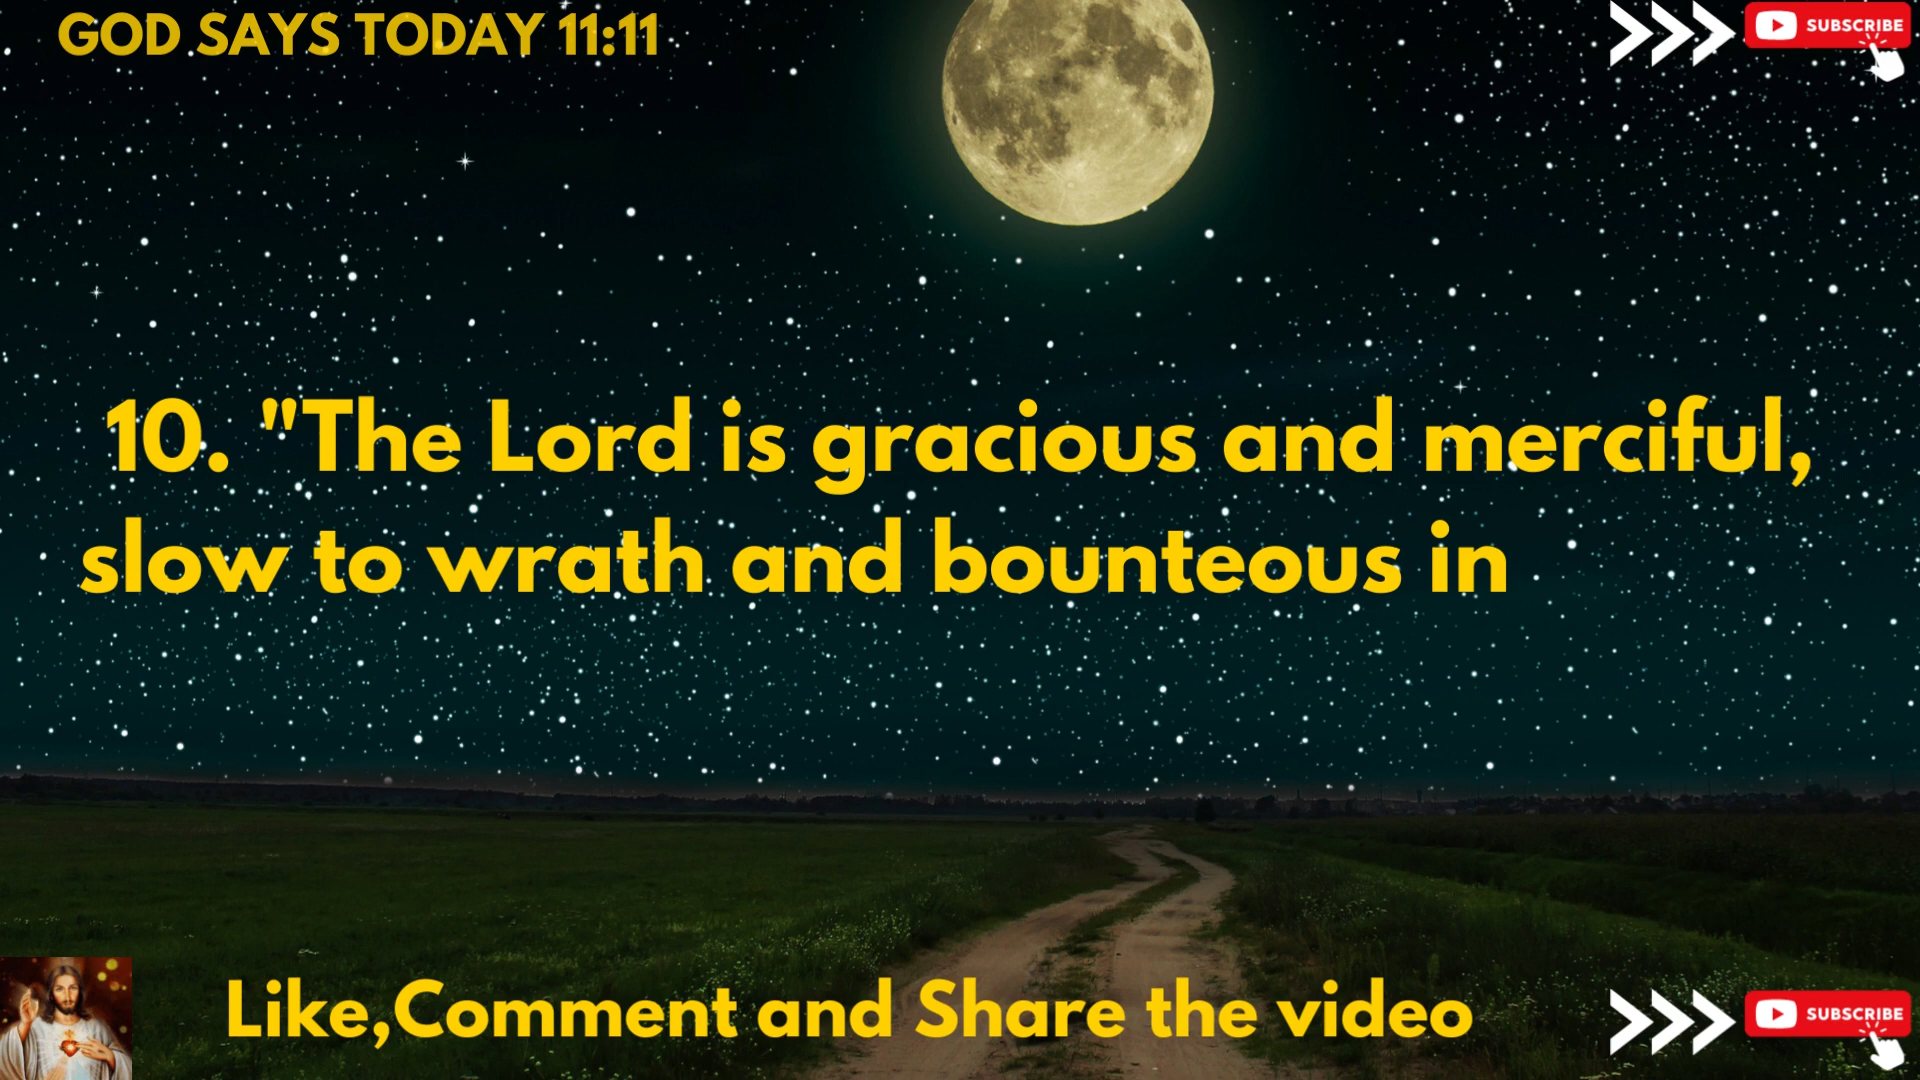 GOD SAYS TODAY 11:11
SUBSCRIBE
10. "The Lord is gracious and merciful,
slow to wrath and bounteous in
Like,Comment and Share the video
SUBSCRIBE